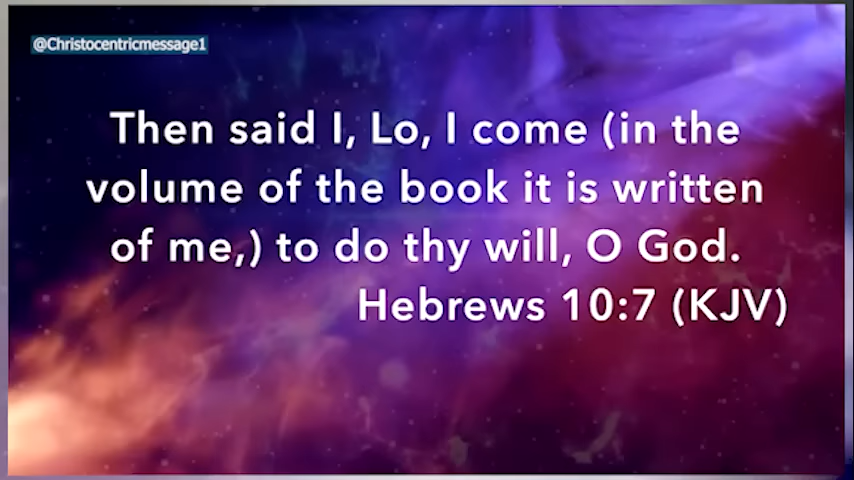 @Christocentricmessage1
Then said I, Lo, I come (in the
volume of the book it is written
of me,) to do thy will, O God.
Hebrews 10:7 (KJV)